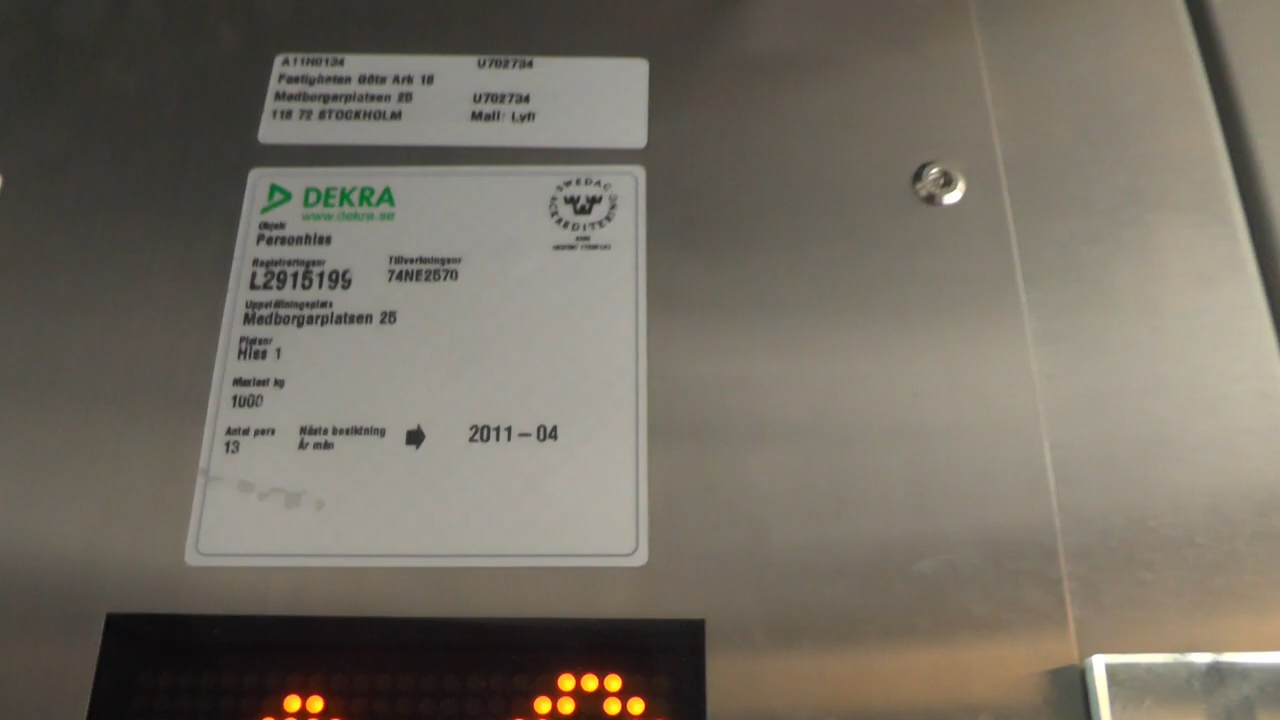 A11H0134 U702734
Fastigheten Göta Ark 18
Medborgarplatsen 25 U702734
118 72 STOCKHOLM Mall: Lyft
DEKRA
www.dekra.se
SWEDAC
ACKREDITERING
Objekt
Personhiss
Registreringsnr Tillverkningsnr
L2915199 74NE2570
Uppställningsplats
Medborgarplatsen 25
Platsnr
Hiss 1
Maxlast kg
1000
Antal pers Nästa besiktning
13 År mån 2011-04